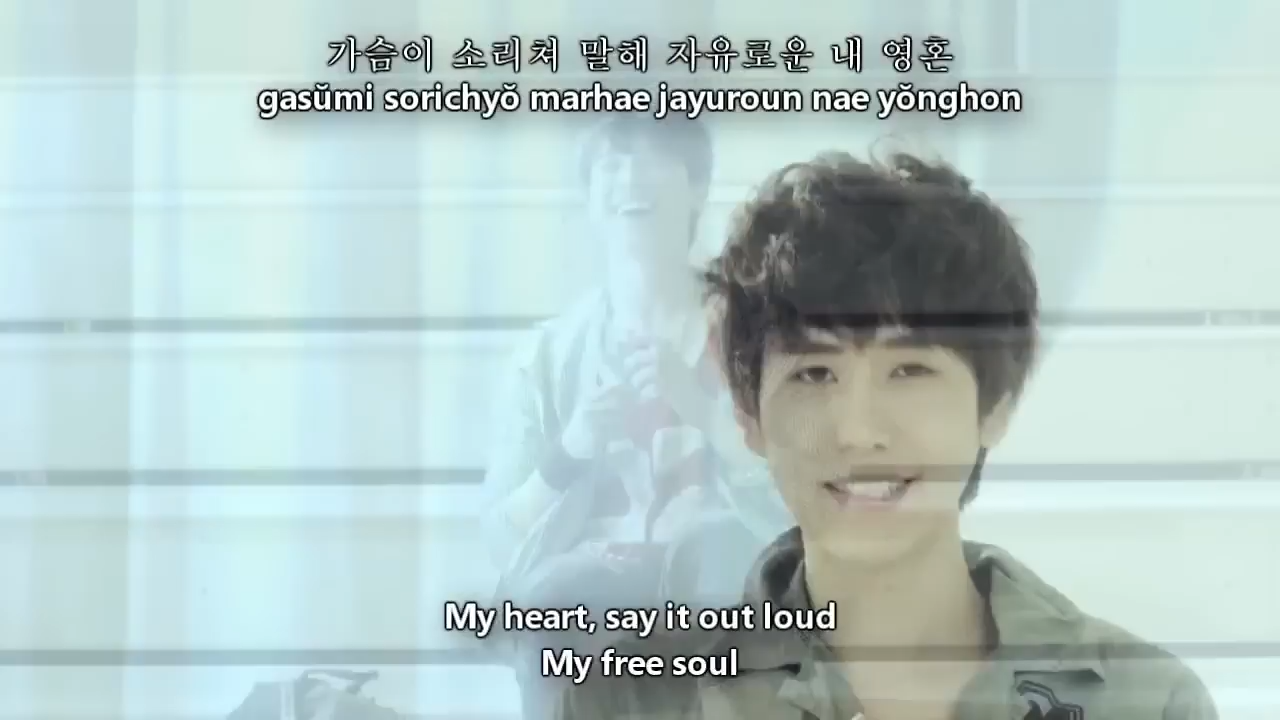 가슴이 소리쳐 말해 자유로운 내 영혼
gasŭmi sorichyŏ marhae jayuroun nae yŏnghon
My heart, say it out loud
My free soul